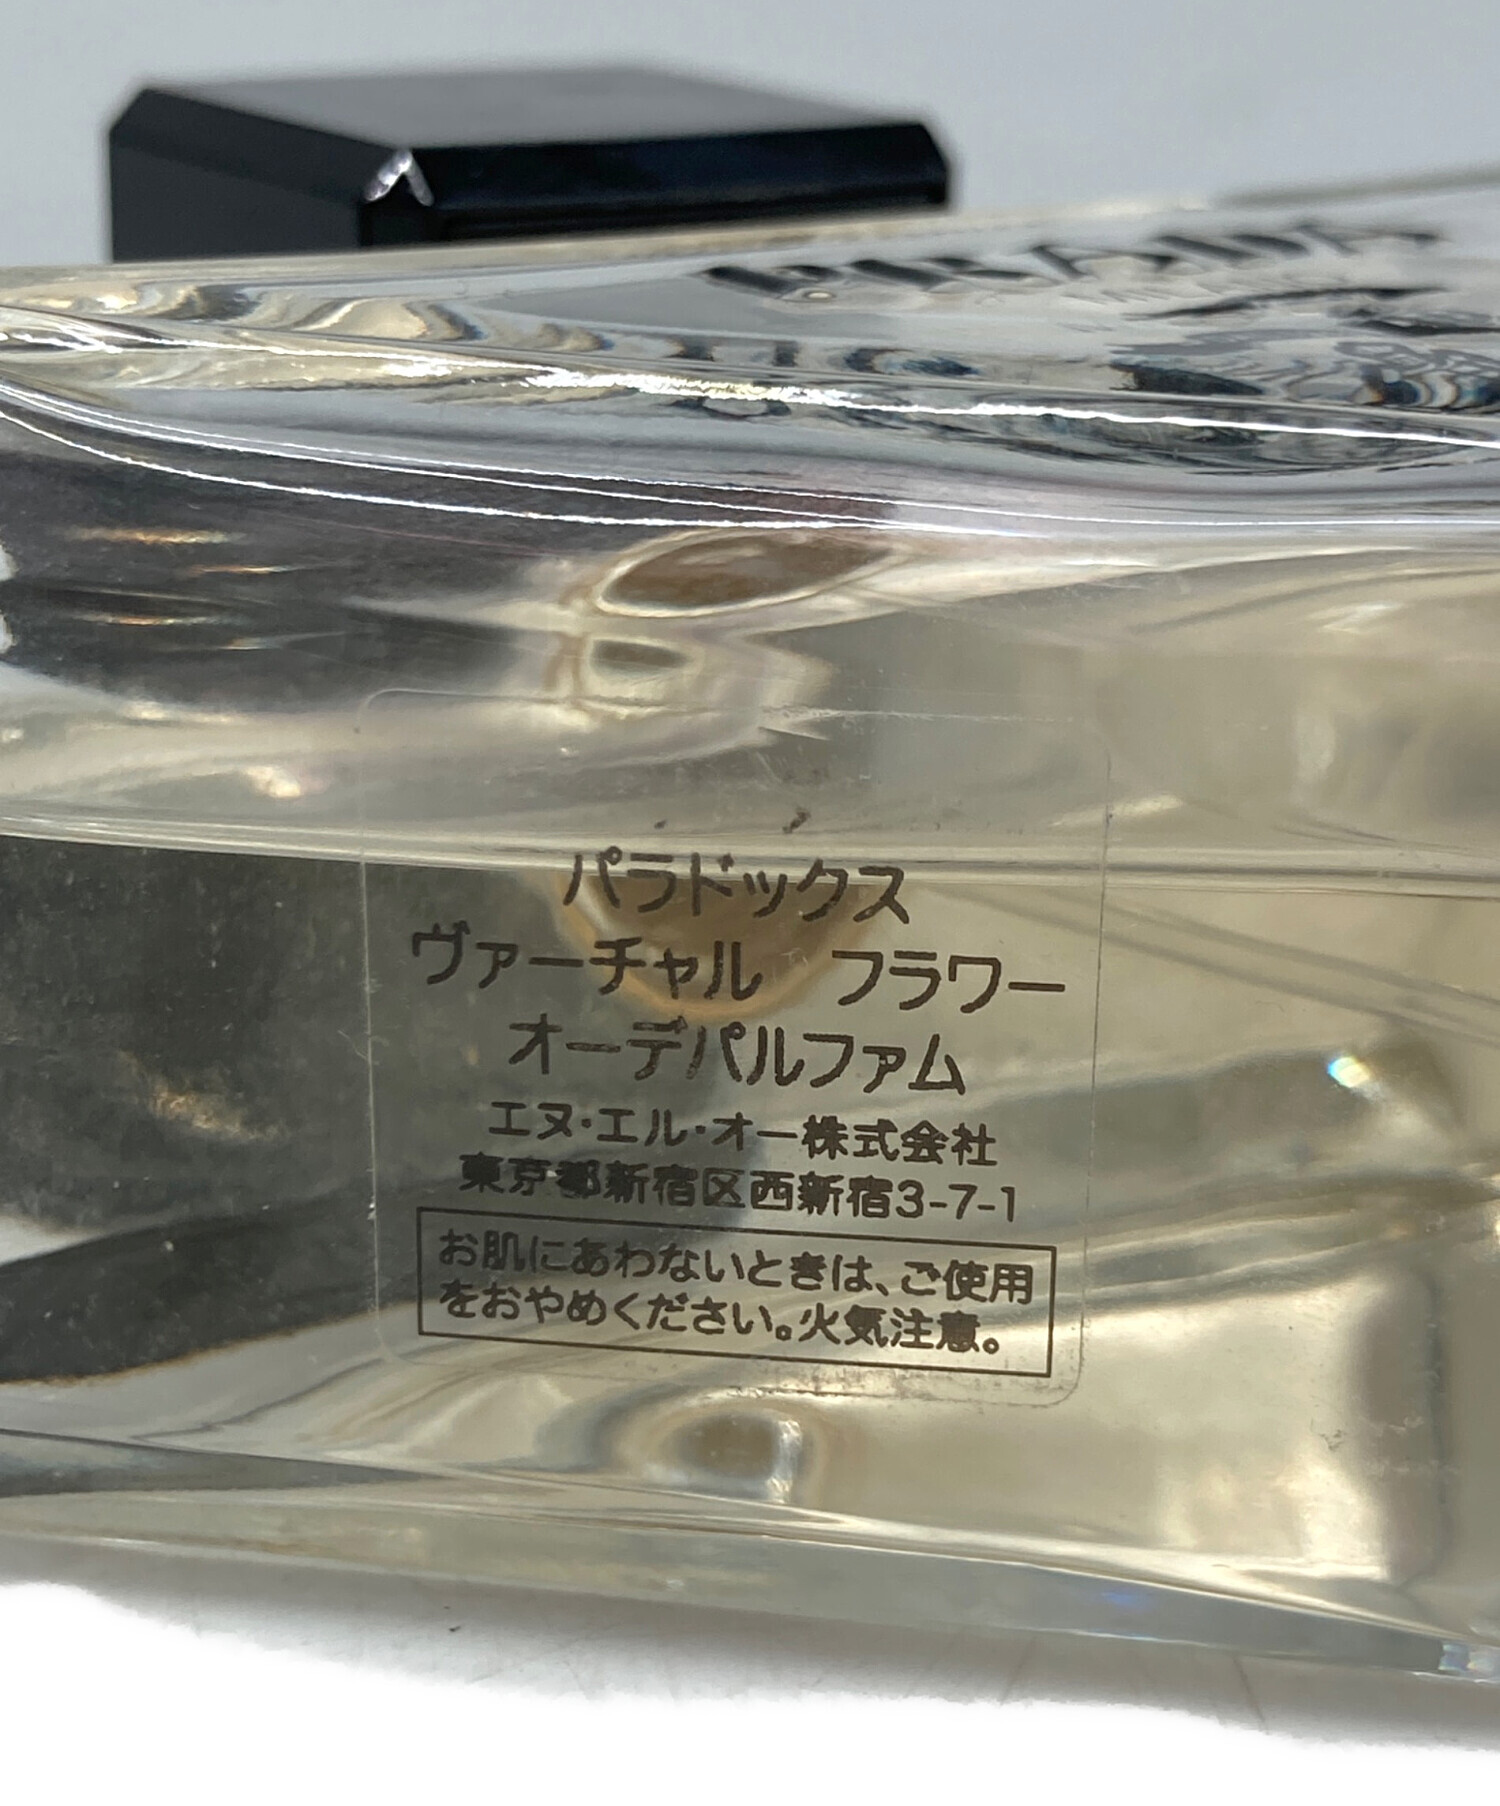 PRADA
パラドックス
ヴァーチャル フラワー
オーデパルファム
エヌ・エル・オー株式会社
東京都新宿区西新宿3-7-1
お肌にあわないときは、ご使用
をおやめください。火気注意。